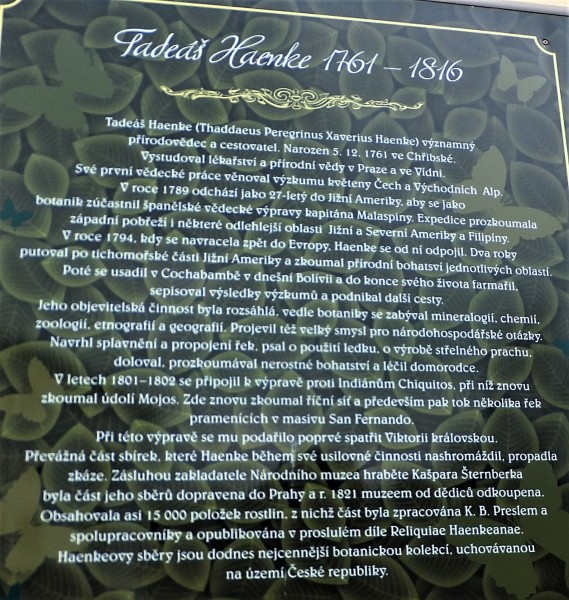 Tadeáš Haenke 1761 – 1816
Tadeáš Haenke (Thaddaeus Peregrinus Xaverius Haenke) významný
přírodovědec a cestovatel. Narozen 5. 12. 1761 ve Chřibské.
Vystudoval lékařství a přírodní vědy v Praze a ve Vídni.
Své první vědecké práce věnoval výzkumu květeny Čech a Východních Alp.
V roce 1789 odchází jako 27-letý do Jižní Ameriky, aby se jako
botanik zúčastnil španělské vědecké výpravy kapitána Malaspiny. Expedice prozkoumala
západní pobřeží i některé odlehlejší oblasti Jižní a Severní Ameriky a Filipíny.
V roce 1794, kdy se navracela zpět do Evropy, Haenke se od ní odpojil. Dva roky
putoval po tichomořské části Jižní Ameriky a zkoumal přírodní bohatsví jednotlivých oblastí.
Poté se usadil v Cochabambě v dnešní Bolívii a do konce svého života farmařil,
sepisoval výsledky výzkumů a podnikal další cesty.
Jeho objevitelská činnost byla rozsáhlá, vedle botaniky se zabýval mineralogií, chemií,
zoologií, etnografií a geografií. Projevil též velký smysl pro národohospodářské otázky.
Navrhl splavnění a propojení řek, psal o použití ledku, o výrobě střelného prachu,
doloval, prozkoumával nerostné bohatství a léčil domorodce.
V letech 1801–1802 se připojil k výpravě proti Indiánům Chiquitos, při níž znovu
zkoumal údolí Mojos. Zde znovu zkoumal říční síť a především pak tok několika řek
pramenících v masivu San Fernando.
Při této výpravě se mu podařilo poprvé spatřit Viktorii královskou.
Převážná část sbírek, které Haenke během své usilovné činnosti nashromáždil, propadla
zkáze. Zásluhou zakladatele Národního muzea hraběte Kašpara Šternberka
byla část jeho sběrů dopravena do Prahy a r. 1821 muzeem od dědiců odkoupena.
Obsahovala asi 15 000 položek rostlin, z nichž část byla zpracována K. B. Preslem a
spolupracovníky a opublikována v proslulém díle Reliquiae Haenkeanae.
Haenkeovy sběry jsou dodnes nejcennější botanickou kolekcí, uchovávanou
na území České republiky.